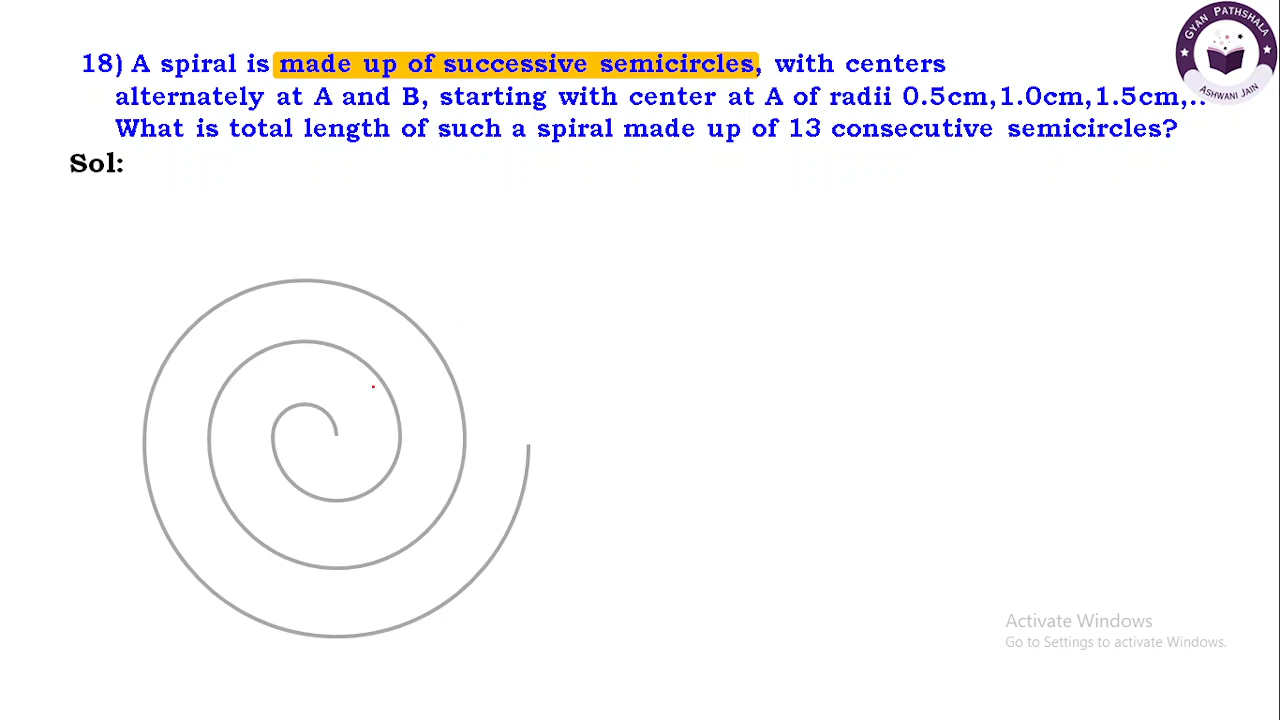 18) A spiral is made up of successive semicircles, with centers
alternately at A and B, starting with center at A of radii 0.5cm,1.0cm,1.5cm,..
What is total length of such a spiral made up of 13 consecutive semicircles?
Sol:
GYAN PATHSHALA
ASHWANI JAIN
Activate Windows
Go to Settings to activate Windows.